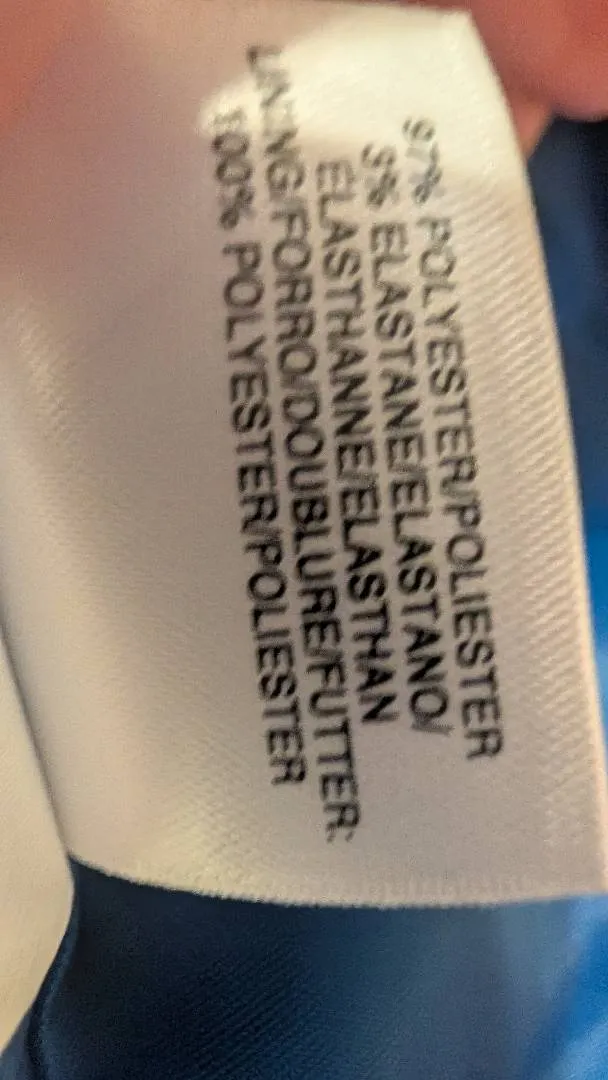 97% POLYESTER/POLIESTER
3% ELASTANE/ELASTANO/
ELASTHANNE/ELASTHAN
LINING/FORRO/DOUBLURE/FUTTER:
100% POLYESTER/POLIESTER